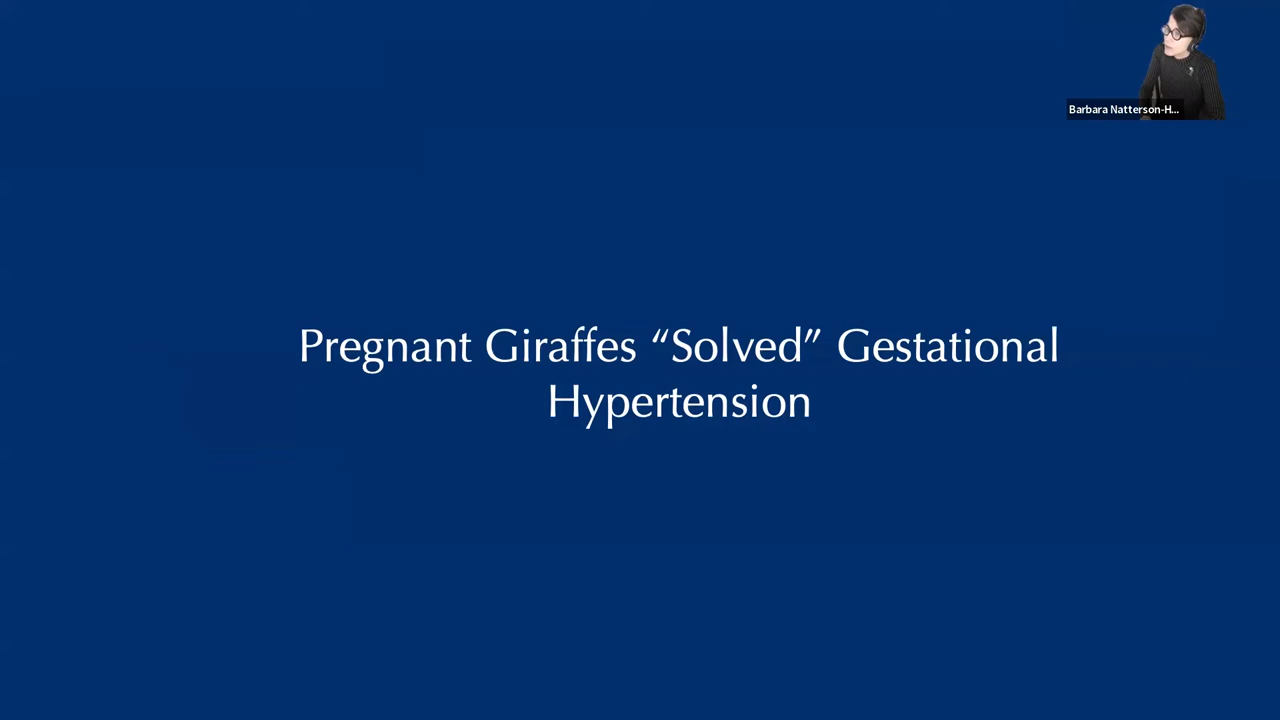 Barbara Natterson-H...
Pregnant Giraffes “Solved” Gestational
Hypertension